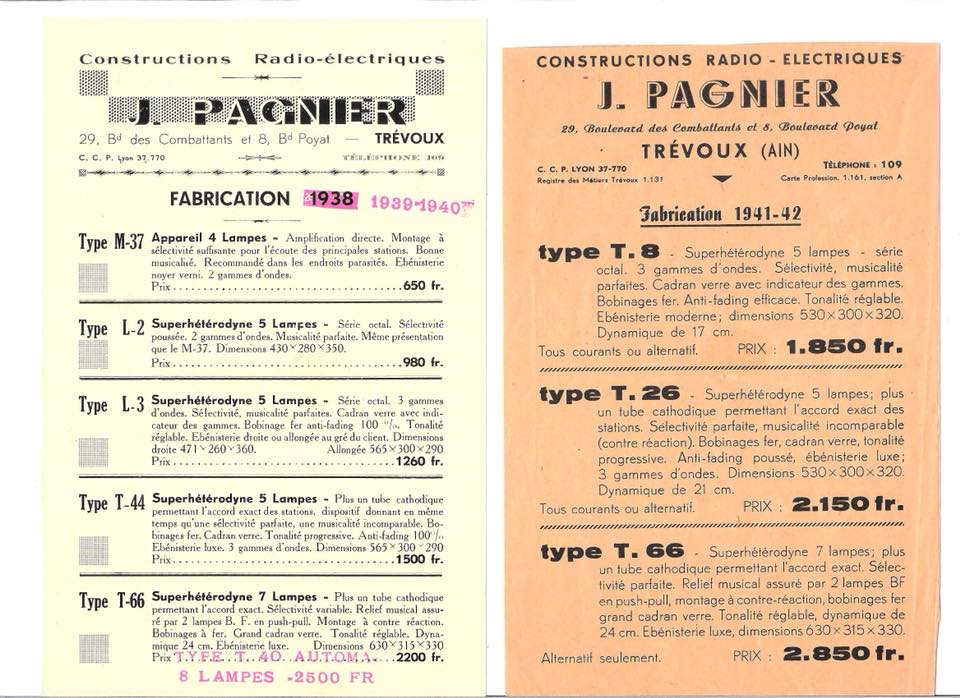 Constructions Radio-électriques
J. PAGNIER
29, Bd des Combattants et 8, Bd Poyat — TRÉVOUX
C. C. P. Lyon 37.770 TÉLÉPHONE 109
FABRICATION 1938 1939-1940
Type M-37 Appareil 4 Lampes - Amplification directe. Montage à
sélectivité suffisante pour l'écoute des principales stations. Bonne
musicalité. Recommandé dans les endroits parasités. Ebénisterie
noyer verni. 2 gammes d'ondes.
Prix 650 fr.
Type L-2 Superhétérodyne 5 Lampes - Série octal. Sélectivité
poussée. 2 gammes d'ondes. Musicalité parfaite. Même présentation
que le M-37. Dimensions 430×280×350.
Prix 980 fr.
Type L-3 Superhétérodyne 5 Lampes - Série octal. 3 gammes
d'ondes. Sélectivité, musicalité parfaites. Cadran verre avec indi-
cateur des gammes. Bobinage fer anti-fading 100 %. Tonalité
réglable. Ebénisterie droite ou allongée au gré du client. Dimensions
droite 471×260×360. Allongée 565×300×290
Prix 1260 fr.
Type T-44 Superhétérodyne 5 Lampes - Plus un tube cathodique
permettant l'accord exact des stations, dispositif donnant en même
temps qu'une sélectivité parfaite, une musicalité incomparable. Bo-
binages fer. Cadran verre. Tonalité progressive. Anti-fading 100%.
Ebénisterie luxe. 3 gammes d'ondes. Dimensions 565×300×290
Prix 1500 fr.
Type T-66 Superhétérodyne 7 Lampes - Plus un tube cathodique
permettant l'accord exact. Sélectivité variable. Relief musical assu-
ré par 2 lampes B. F. en push-pull. Montage à contre réaction.
Bobinages à fer. Grand cadran verre. Tonalité réglable. Dyna-
mique 24 cm. Ebénisterie luxe. Dimensions 630×315×330
Prix 2200 fr.
TYPE T. 40 AUTOMA.
8 LAMPES -2500 FR
CONSTRUCTIONS RADIO - ELECTRIQUES
J. PAGNIER
29, Boulevard des Combattants et 8, Boulevard Poyat
TRÉVOUX (AIN)
C. C. P. LYON 37-770 TÉLÉPHONE : 109
Registre des Métiers Trévoux 1.131 Carte Profession. 1.161, section A
Fabrication 1941-42
type T. 8 - Superhétérodyne 5 lampes - série
octal. 3 gammes d'ondes. Sélectivité, musicalité
parfaites. Cadran verre avec indicateur des gammes.
Bobinages fer. Anti-fading efficace. Tonalité réglable.
Ebénisterie moderne ; dimensions 530×300×320.
Dynamique de 17 cm.
Tous courants ou alternatif. PRIX : 1.850 fr.
type T. 26 - Superhétérodyne 5 lampes ; plus
un tube cathodique permettant l'accord exact des
stations. Sélectivité parfaite, musicalité incomparable
(contre réaction). Bobinages fer, cadran verre, tonalité
progressive. Anti-fading poussé, ébénisterie luxe ;
3 gammes d'ondes. Dimensions 530×300×320.
Dynamique de 21 cm.
Tous courants ou alternatif. PRIX : 2.150 fr.
type T. 66 - Superhétérodyne 7 lampes ; plus
un tube cathodique permettant l'accord exact. Sélec-
tivité parfaite. Relief musical assuré par 2 lampes BF
en push-pull, montage à contre-réaction, bobinages fer
grand cadran verre. Tonalité réglable, dynamique de
24 cm. Ebénisterie luxe, dimensions 630×315×330.
Alternatif seulement. PRIX : 2.850 fr.